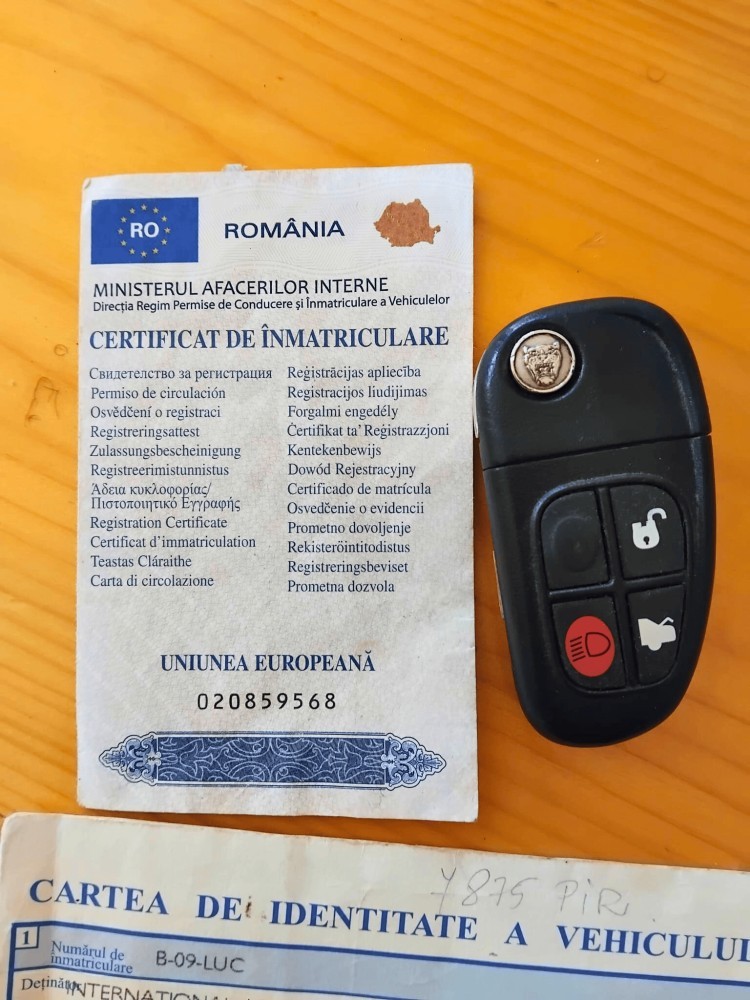 RO
ROMÂNIA
MINISTERUL AFACERILOR INTERNE
Direcția Regim Permise de Conducere și Înmatriculare a Vehiculelor
CERTIFICAT DE ÎNMATRICULARE
Свидетелство за регистрация
Permiso de circulación
Osvědčení o registraci
Registreringsattest
Zulassungsbescheinigung
Registreerimistunnistus
Άδεια κυκλοφορίας/
Πιστοποιητικό Εγγραφής
Registration Certificate
Certificat d'immatriculation
Teastas Cláraithe
Carta di circolazione
Reģistrācijas apliecība
Registracijos liudijimas
Forgalmi engedély
Ċertifikat ta' Reġistrazzjoni
Kentekenbewijs
Dowód Rejestracyjny
Certificado de matrícula
Osvedčenie o evidencii
Prometno dovoljenje
Rekisteröintitodistus
Registreringsbeviset
Prometna dozvola
UNIUNEA EUROPEANĂ
020859568
7875 PiR
CARTEA DE IDENTITATE A VEHICULUL
1
Numărul de
înmatriculare
B-09-LUC
Deținător
INTERNATIONAL